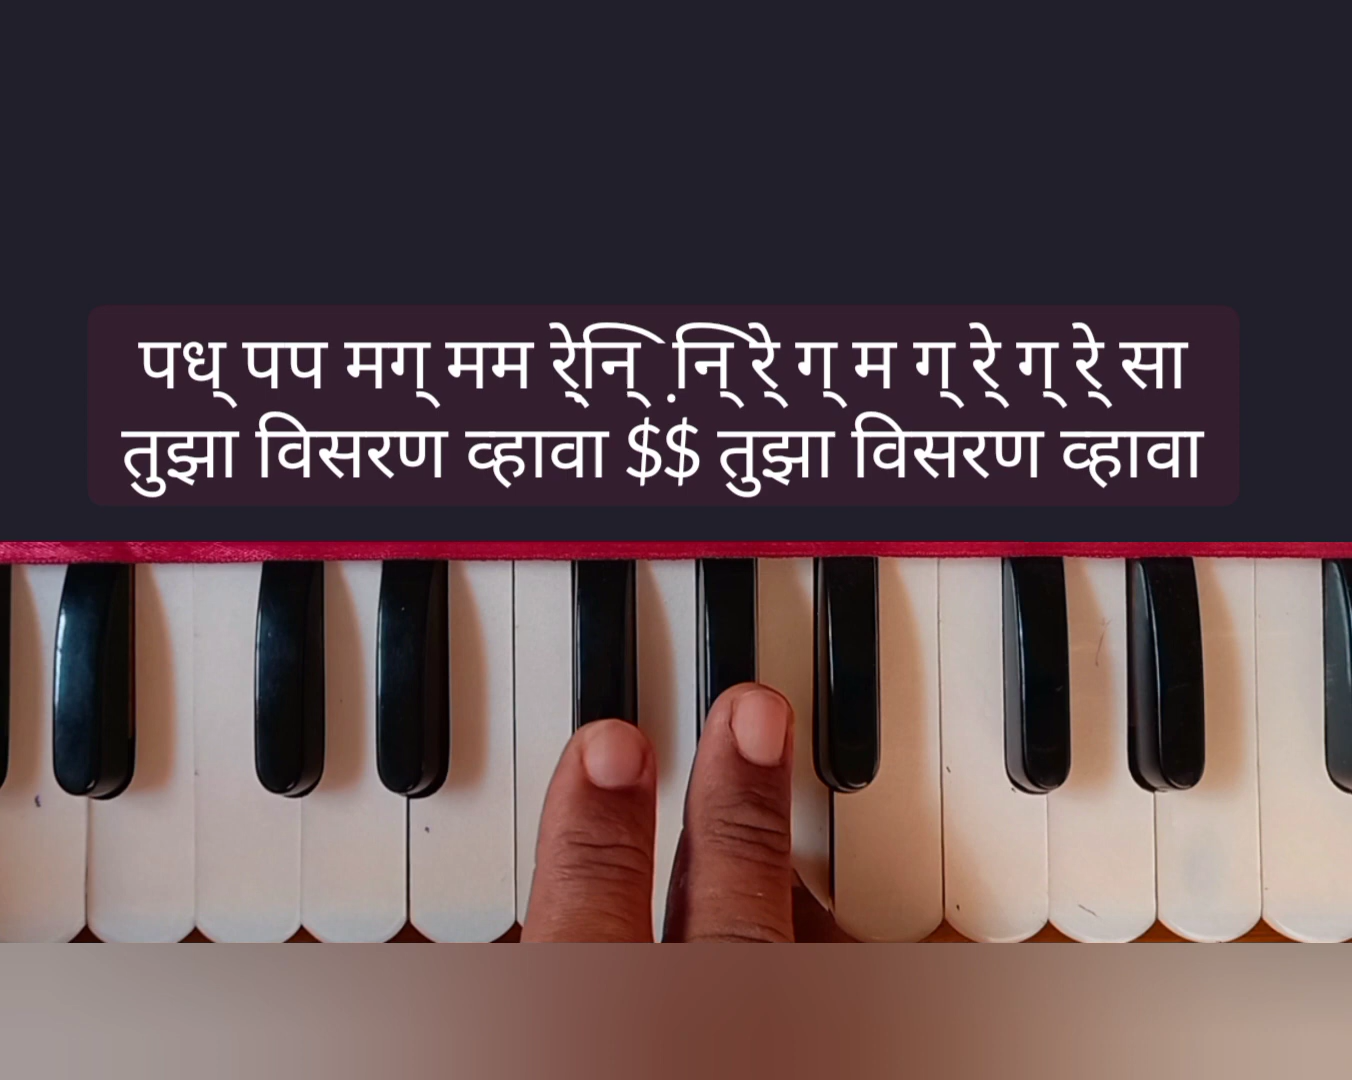 पध् पप मग् मम रे़्नि् .नि् रे् ग् म ग् रे् ग् रे् सा
तुझा विसरण व्हावा $$ तुझा विसरण व्हावा